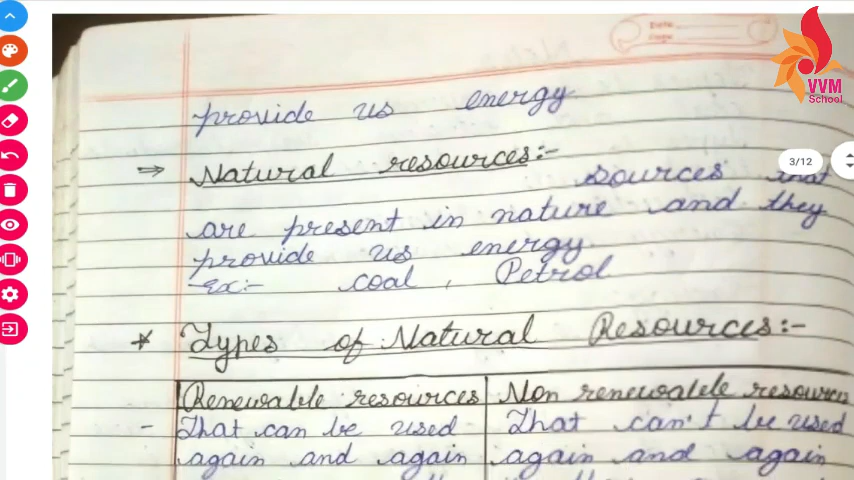 Date
Page
VVM
School
3/12
provide us energy
⇒ Natural resources:-
sources that
are present in nature and they
provide us energy
Ex:- coal, Petrol
* Types of Natural Resources:-
Renewable resources | Non renewable resources
- That can be used | That can't be used
again and again | again and again